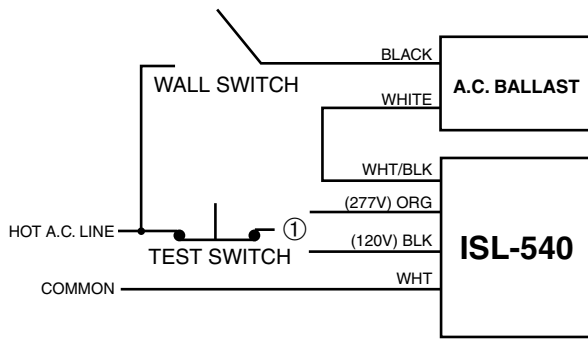 BLACK
WALL SWITCH
A.C. BALLAST
WHITE
WHT/BLK
(277V) ORG
HOT A.C. LINE
①
TEST SWITCH
(120V) BLK
ISL-540
COMMON
WHT